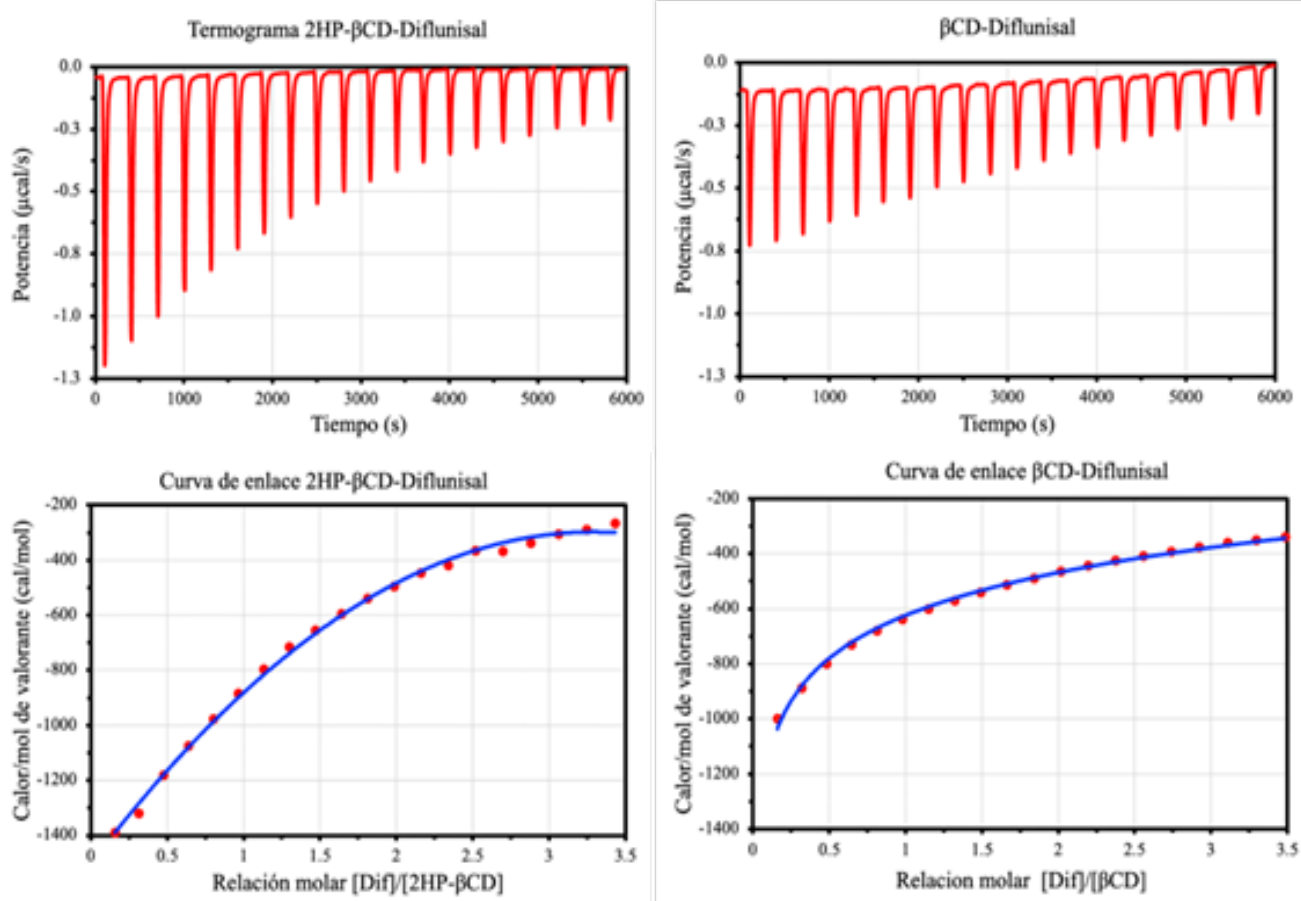 Termograma 2HP-βCD-Diflunisal
0.0
-0.3
-0.5
-0.8
-1.0
-1.3
Potencia (μcal/s)
0 1000 2000 3000 4000 5000 6000
Tiempo (s)
βCD-Diflunisal
0.0
-0.3
-0.5
-0.8
-1.0
-1.3
Potencia (μcal/s)
0 1000 2000 3000 4000 5000 6000
Tiempo (s)
Curva de enlace 2HP-βCD-Diflunisal
-200
-400
-600
-800
-1000
-1200
-1400
Calor/mol de valorante (cal/mol)
0 0.5 1 1.5 2 2.5 3 3.5
Relación molar [Dif]/[2HP-βCD]
Curva de enlace βCD-Diflunisal
-200
-400
-600
-800
-1000
-1200
-1400
Calor/mol de valorante (cal/mol)
0 0.5 1 1.5 2 2.5 3 3.5
Relacion molar [Dif]/[βCD]